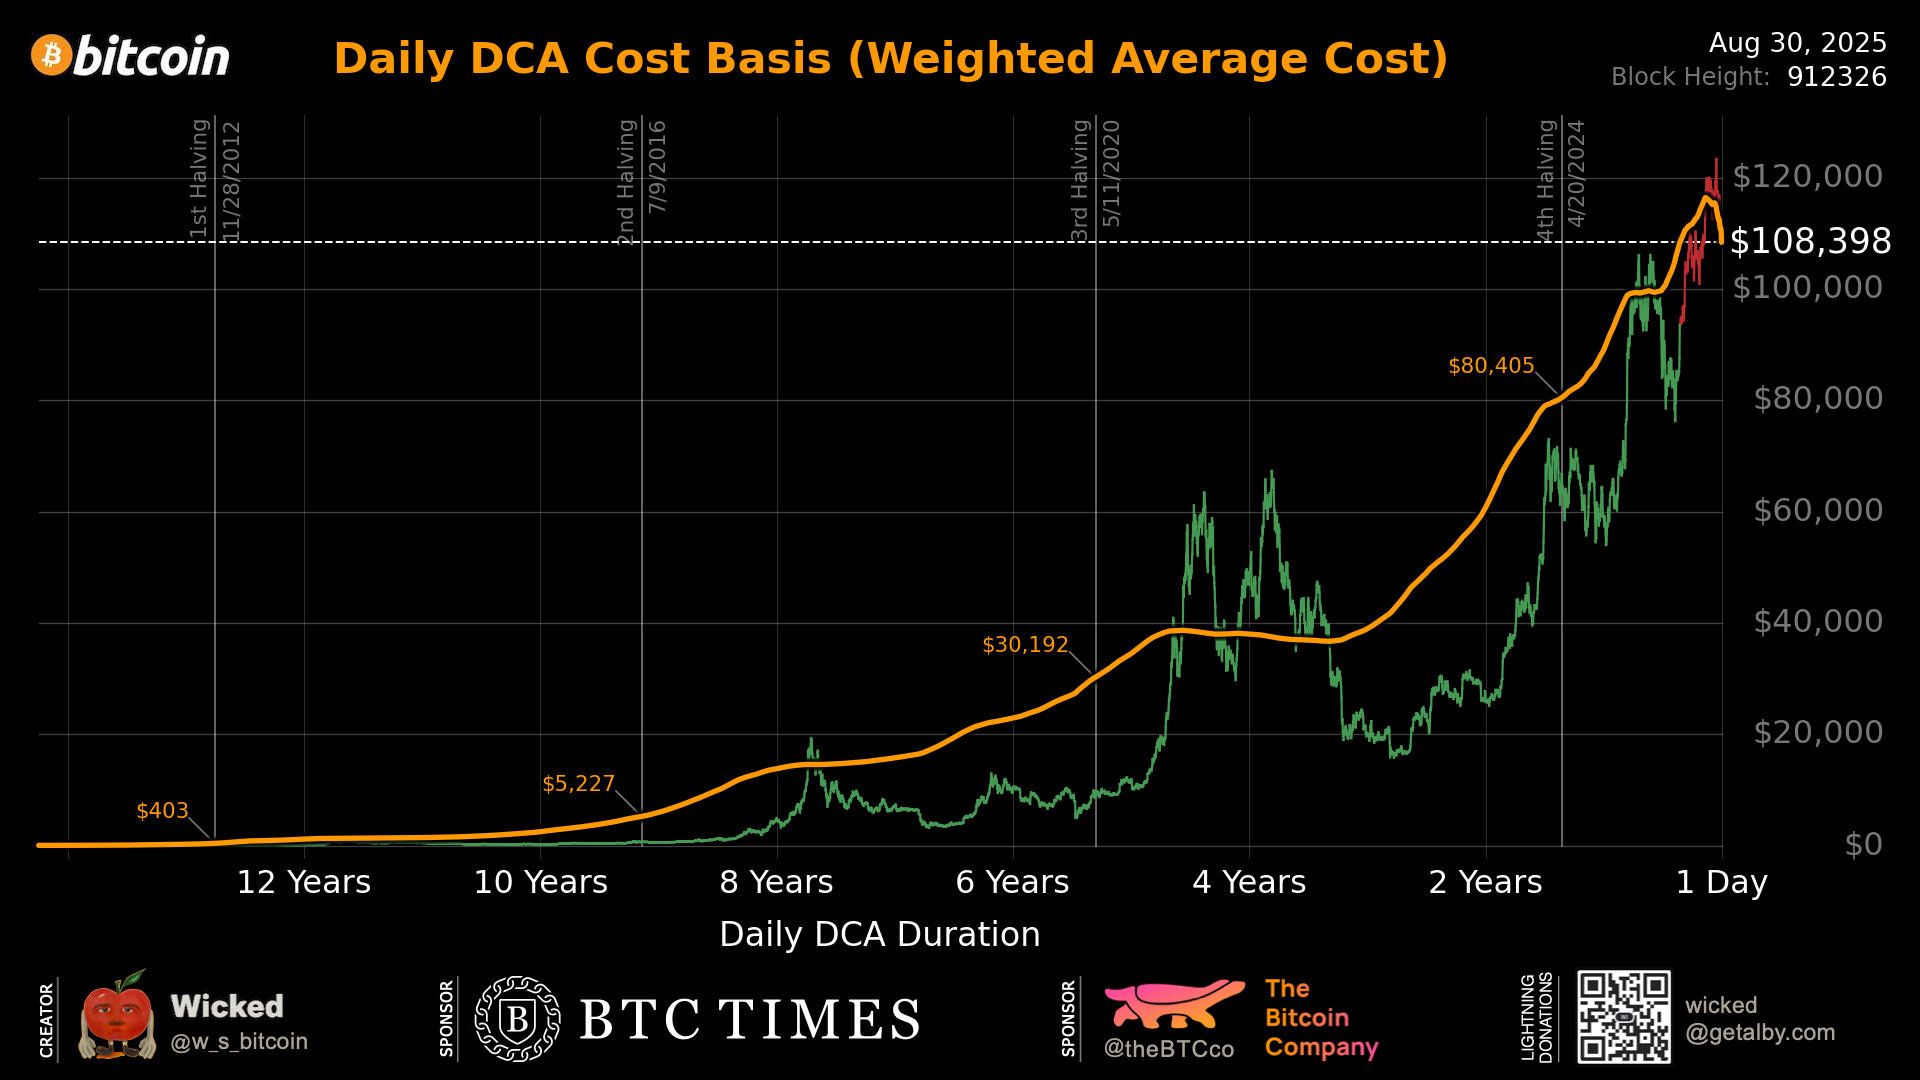 bitcoin
Daily DCA Cost Basis (Weighted Average Cost)
Aug 30, 2025
Block Height: 912326
1st Halving
11/28/2012
2nd Halving
7/9/2016
3rd Halving
5/11/2020
4th Halving
4/20/2024
$120,000
$108,398
$100,000
$80,000
$60,000
$40,000
$20,000
$0
$403
$5,227
$30,192
$80,405
12 Years
10 Years
8 Years
6 Years
4 Years
2 Years
1 Day
Daily DCA Duration
CREATOR
Wicked
@w_s_bitcoin
SPONSOR
B
BTC TIMES
SPONSOR
@theBTCco
The
Bitcoin
Company
LIGHTNING
DONATIONS
wicked
@getalby.com